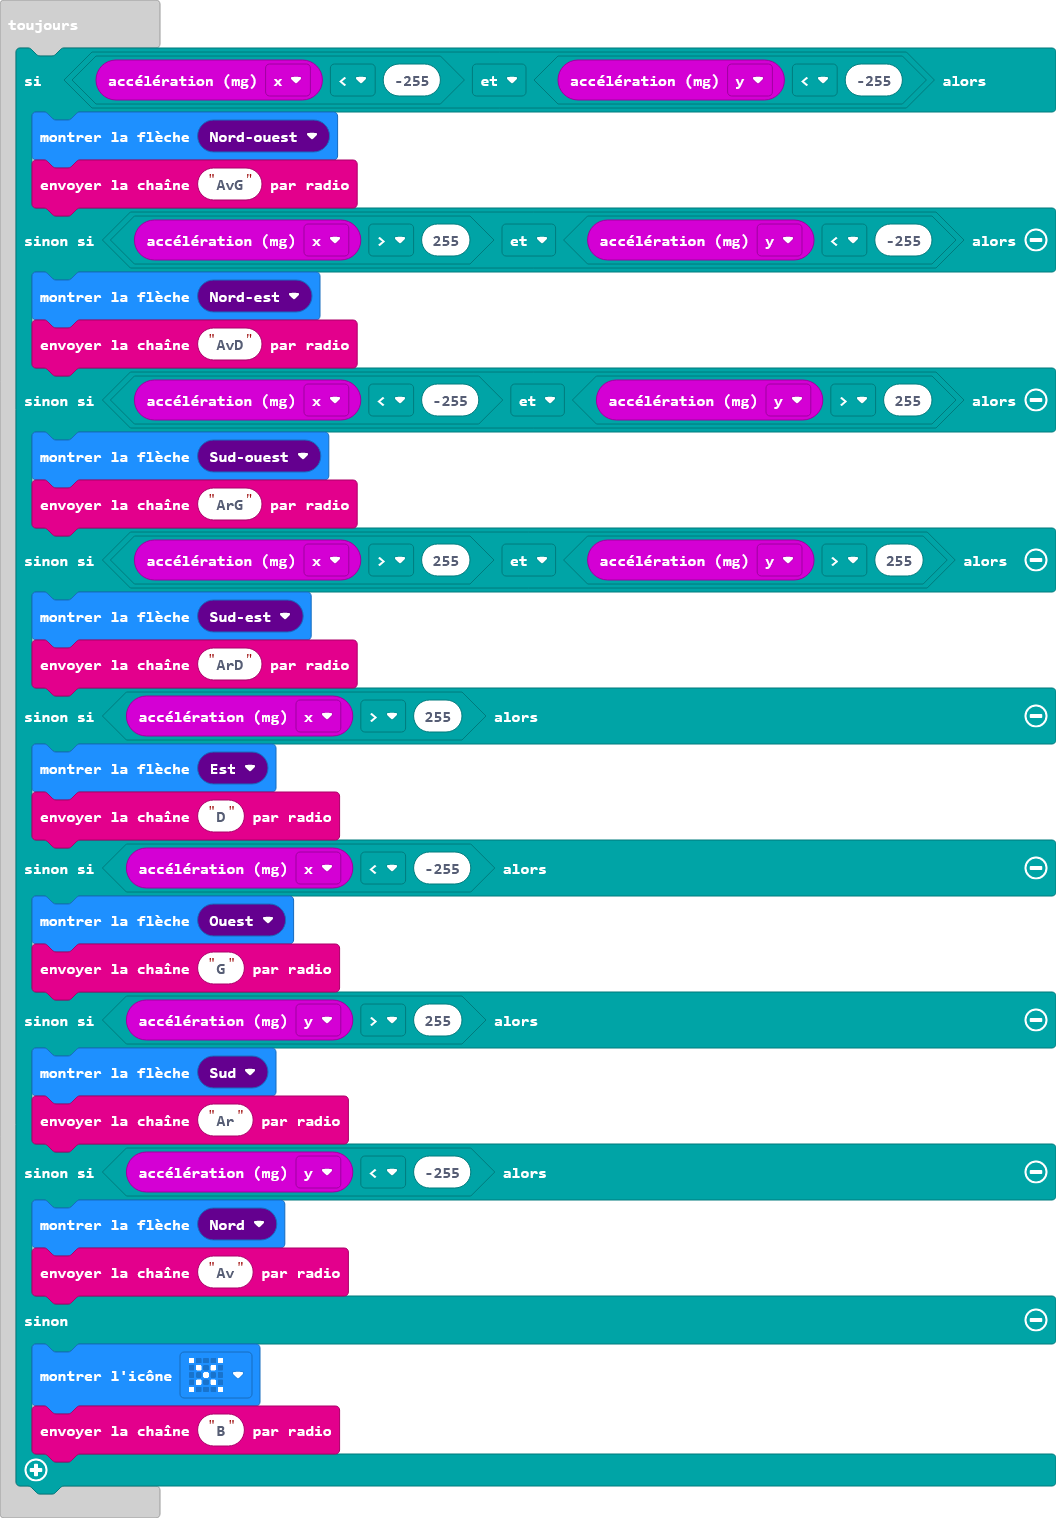 toujours
si accélération (mg) x < -255 et accélération (mg) y < -255 alors
montrer la flèche Nord-ouest
envoyer la chaîne "AvG" par radio
sinon si accélération (mg) x > 255 et accélération (mg) y < -255 alors
montrer la flèche Nord-est
envoyer la chaîne "AvD" par radio
sinon si accélération (mg) x < -255 et accélération (mg) y > 255 alors
montrer la flèche Sud-ouest
envoyer la chaîne "ArG" par radio
sinon si accélération (mg) x > 255 et accélération (mg) y > 255 alors
montrer la flèche Sud-est
envoyer la chaîne "ArD" par radio
sinon si accélération (mg) x > 255 alors
montrer la flèche Est
envoyer la chaîne "D" par radio
sinon si accélération (mg) x < -255 alors
montrer la flèche Ouest
envoyer la chaîne "G" par radio
sinon si accélération (mg) y > 255 alors
montrer la flèche Sud
envoyer la chaîne "Ar" par radio
sinon si accélération (mg) y < -255 alors
montrer la flèche Nord
envoyer la chaîne "Av" par radio
sinon
montrer l'icône
envoyer la chaîne "B" par radio